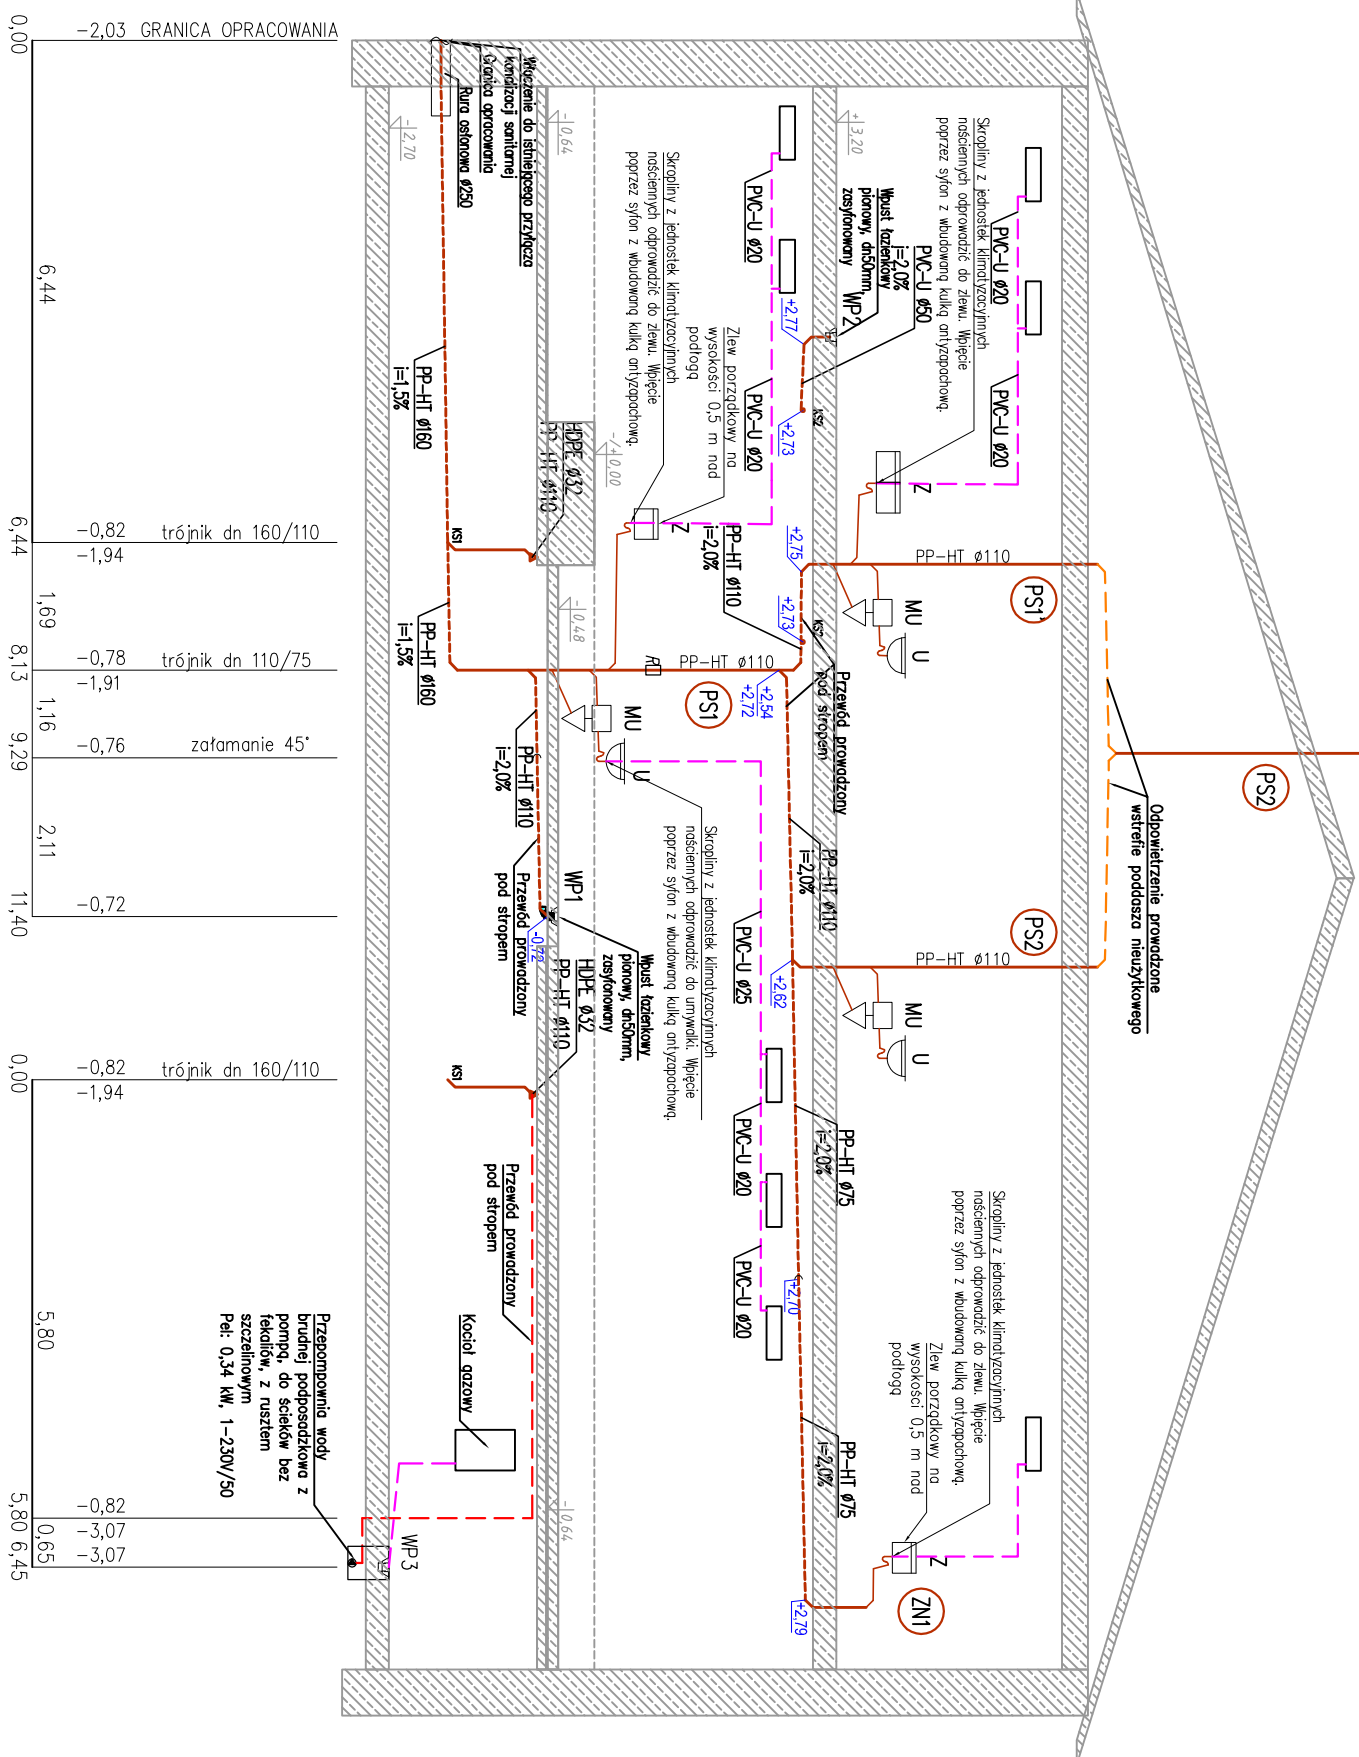 0,00
-2,03 GRANICA OPRACOWANIA
6,44
6,44
-0,82 trójnik dn 160/110
-1,94
1,69
8,13
-0,78 trójnik dn 110/75
-1,91
1,16
9,29
-0,76 załamanie 45°
2,11
11,40
-0,72
0,00
-0,82 trójnik dn 160/110
-1,94
5,80
5,80
-0,82
-3,07
0,65
6,45
-3,07
Włączenie do istniejącego przyłącza
kanalizacji sanitarnej
Granica opracowania
Rura osłonowa ø250
-2,70
-0,64
+3,20
PP-HT ø160
i=1,5%
KS1
HDPE ø32
PP-HT ø110
-/+0,00
-0,48
PP-HT ø160
i=1,5%
Skropliny z jednostek klimatyzacyjnych
naściennych odprowadzić do zlewu. Wpięcie
poprzez syfon z wbudowaną kulką antyzapachową.
Zlew porządkowy na
wysokości 0,5 m nad
podłogą
PVC-U ø20
PVC-U ø20
Z
Wpust łazienkowy
pionowy, dn50mm,
zasyfonowany
WP2
PVC-U ø50
i=2,0%
+2,77
+2,73
KS2
Skropliny z jednostek klimatyzacyjnych
naściennych odprowadzić do zlewu. Wpięcie
poprzez syfon z wbudowaną kulką antyzapachową.
PVC-U ø20
PVC-U ø20
Z
PP-HT ø110
i=2,0%
+2,75
+2,73
KS2
PP-HT ø110
PS1'
MU
U
R
PP-HT ø110
PS1
+2,54
+2,72
Przewód prowadzony
pod stropem
MU
U
PP-HT ø110
i=2,0%
Przewód prowadzony
pod stropem
WP1
-0,72
Wpust łazienkowy
pionowy, dn50mm,
zasyfonowany
HDPE ø32
PP-HT ø110
KS1
Skropliny z jednostek klimatyzacyjnych
naściennych odprowadzić do umywalki. Wpięcie
poprzez syfon z wbudowaną kulką antyzapachową.
PVC-U ø25
PVC-U ø20
PVC-U ø20
PP-HT ø110
i=2,0%
+2,62
PP-HT ø110
PS2
MU
U
PS2
Odpowietrzenie prowadzone
wstrefie poddasza nieużytkowego
PP-HT ø75
i=2,0%
+2,70
PP-HT ø75
i=2,0%
+2,79
Skropliny z jednostek klimatyzacyjnych
naściennych odprowadzić do zlewu. Wpięcie
poprzez syfon z wbudowaną kulką antyzapachową.
Zlew porządkowy na
wysokości 0,5 m nad
podłogą
Z
ZN1
Przewód prowadzony
pod stropem
Kocioł gazowy
-0,64
WP3
Przepompownia wody
brudnej podposadzkowa z
pompą, do ścieków bez
fekaliów, z rusztem
szczelinowym
Pel: 0,34 kW, 1-230V/50